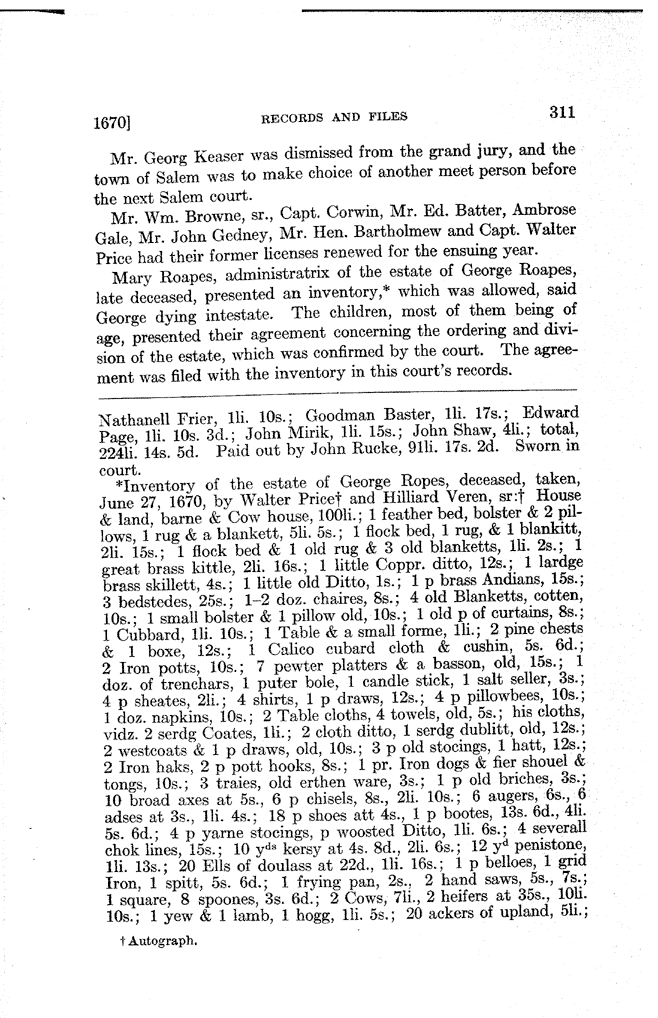 1670] RECORDS AND FILES 311
Mr. Georg Keaser was dismissed from the grand jury, and the
town of Salem was to make choice of another meet person before
the next Salem court.
Mr. Wm. Browne, sr., Capt. Corwin, Mr. Ed. Batter, Ambrose
Gale, Mr. John Gedney, Mr. Hen. Bartholmew and Capt. Walter
Price had their former licenses renewed for the ensuing year.
Mary Roapes, administratrix of the estate of George Roapes,
late deceased, presented an inventory,* which was allowed, said
George dying intestate. The children, most of them being of
age, presented their agreement concerning the ordering and divi-
sion of the estate, which was confirmed by the court. The agree-
ment was filed with the inventory in this court's records.
Nathanell Frier, 1li. 10s.; Goodman Baster, 1li. 17s.; Edward
Page, 1li. 10s. 3d.; John Mirik, 1li. 15s.; John Shaw, 4li.; total,
224li. 14s. 5d. Paid out by John Rucke, 91li. 17s. 2d. Sworn in
court.
*Inventory of the estate of George Ropes, deceased, taken,
June 27, 1670, by Walter Price† and Hilliard Veren, sr:† House
& land, barne & Cow house, 100li.; 1 feather bed, bolster & 2 pil-
lows, 1 rug & a blankett, 5li. 5s.; 1 flock bed, 1 rug, & 1 blankitt,
2li. 15s.; 1 flock bed & 1 old rug & 3 old blanketts, 1li. 2s.; 1
great brass kittle, 2li. 16s.; 1 little Coppr. ditto, 12s.; 1 lardge
brass skillett, 4s.; 1 little old Ditto, 1s.; 1 p brass Andians, 15s.;
3 bedstedes, 25s.; 1-2 doz. chaires, 8s.; 4 old Blanketts, cotten,
10s.; 1 small bolster & 1 pillow old, 10s.; 1 old p of curtains, 8s.;
1 Cubbard, 1li. 10s.; 1 Table & a small forme, 1li.; 2 pine chests
& 1 boxe, 12s.; 1 Calico cubard cloth & cushin, 5s. 6d.;
2 Iron potts, 10s.; 7 pewter platters & a basson, old, 15s.; 1
doz. of trenchars, 1 puter bole, 1 candle stick, 1 salt seller, 3s.;
4 p sheates, 2li.; 4 shirts, 1 p draws, 12s.; 4 p pillowbees, 10s.;
1 doz. napkins, 10s.; 2 Table cloths, 4 towels, old, 5s.; his cloths,
vidz. 2 serdg Coates, 1li.; 2 cloth ditto, 1 serdg dublitt, old, 12s.;
2 westcoats & 1 p draws, old, 10s.; 3 p old stocings, 1 hatt, 12s.;
2 Iron haks, 2 p pott hooks, 8s.; 1 pr. Iron dogs & fier shouel &
tongs, 10s.; 3 traies, old erthen ware, 3s.; 1 p old briches, 3s.;
10 broad axes at 5s., 6 p chisels, 8s., 2li. 10s.; 6 augers, 6s., 6
adses at 3s., 1li. 4s.; 18 p shoes att 4s., 1 p bootes, 13s. 6d., 4li.
5s. 6d.; 4 p yarne stocings, p woosted Ditto, 1li. 6s.; 4 severall
chok lines, 15s.; 10 yds kersy at 4s. 8d., 2li. 6s.; 12 yd penistone,
1li. 13s.; 20 Ells of doulass at 22d., 1li. 16s.; 1 p belloes, 1 grid
Iron, 1 spitt, 5s. 6d.; 1 frying pan, 2s., 2 hand saws, 5s., 7s.;
1 square, 8 spoones, 3s. 6d.; 2 Cows, 7li., 2 heifers at 35s., 10li.
10s.; 1 yew & 1 lamb, 1 hogg, 1li. 5s.; 20 ackers of upland, 5li.;
† Autograph.